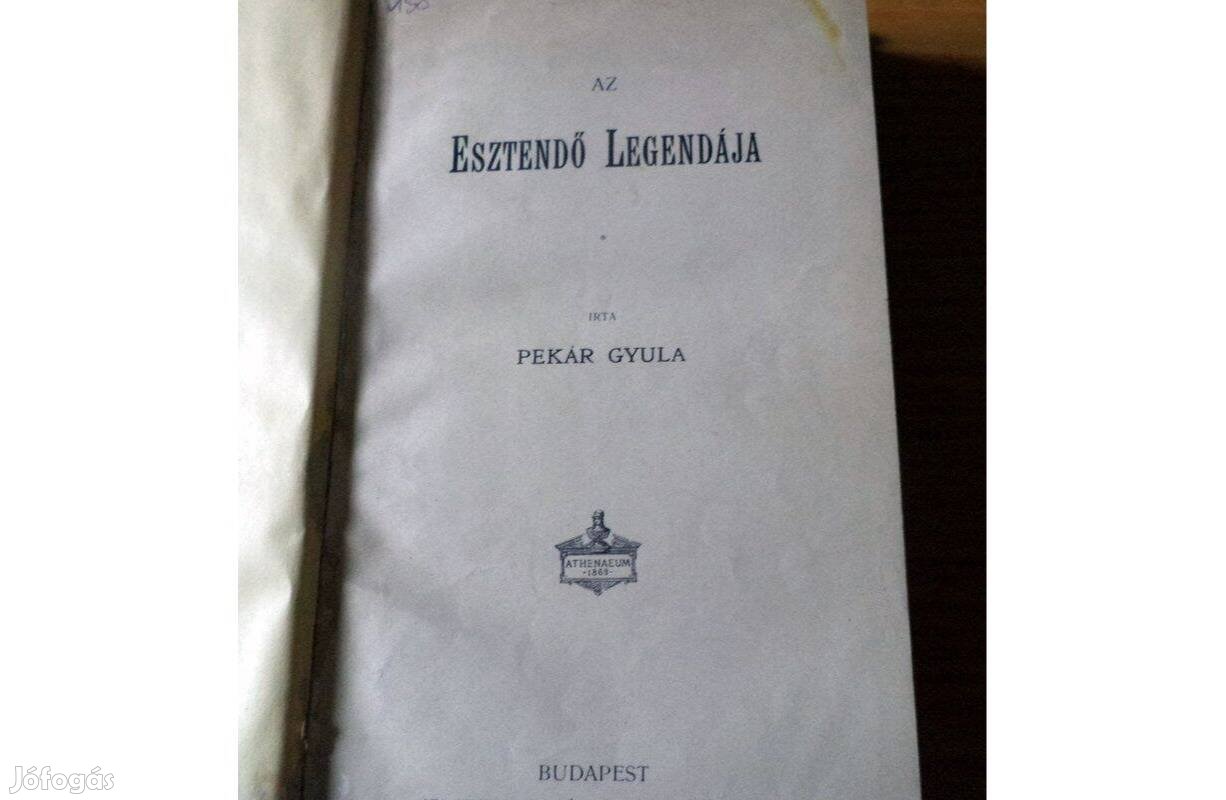 AZ
ESZTENDŐ LEGENDÁJA
IRTA
PEKÁR GYULA
ATHENAEUM
·1868·
BUDAPEST
Jófogás